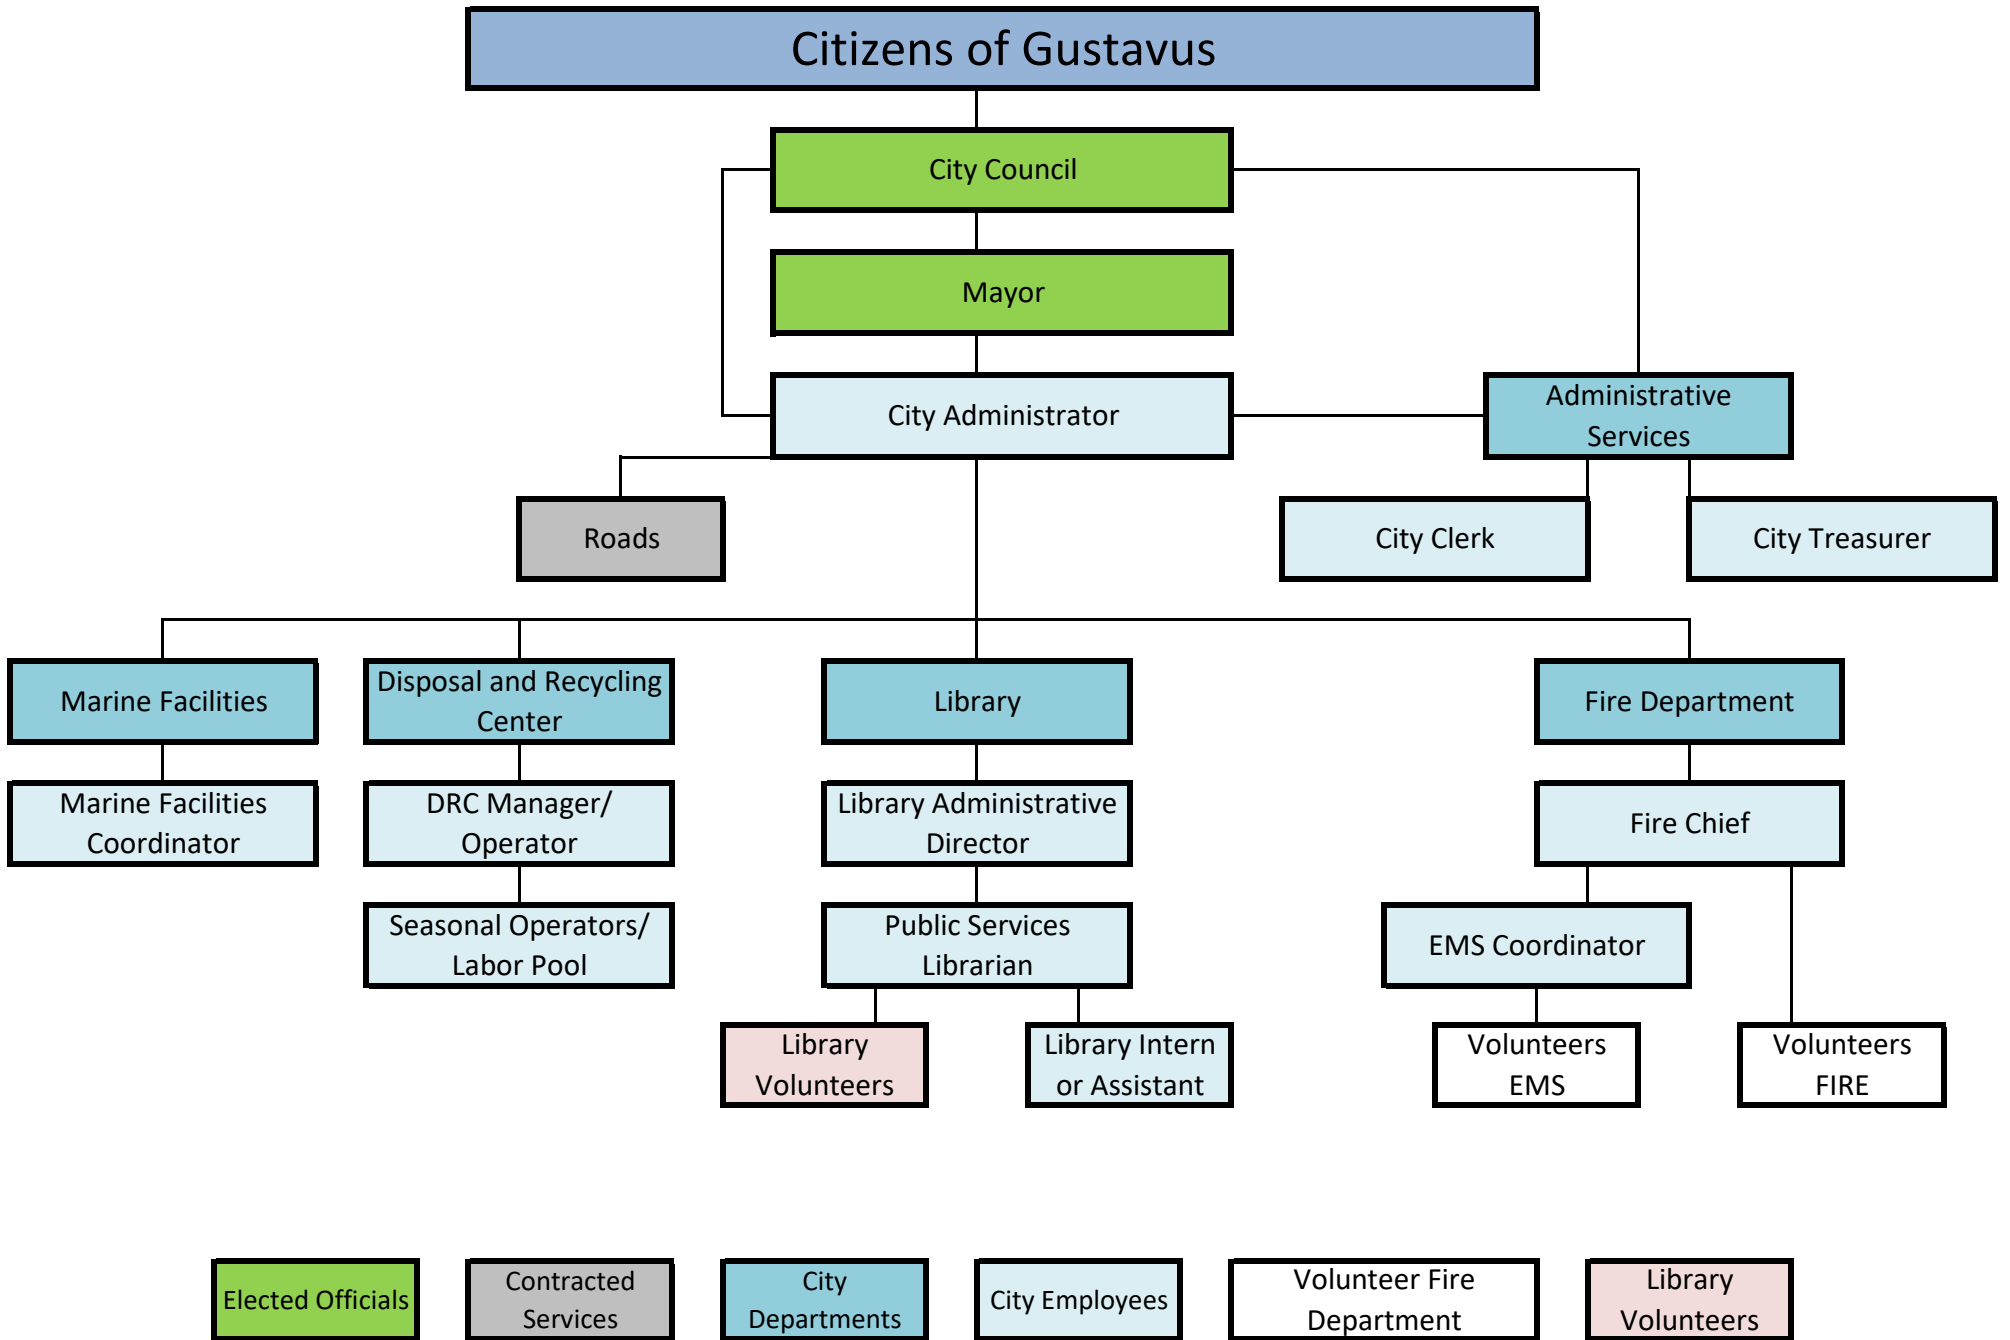 Citizens of Gustavus
City Council
Mayor
City Administrator
Administrative
Services
Roads
City Clerk
City Treasurer
Marine Facilities
Disposal and Recycling
Center
Library
Fire Department
Marine Facilities
Coordinator
DRC Manager/
Operator
Library Administrative
Director
Fire Chief
Seasonal Operators/
Labor Pool
Public Services
Librarian
EMS Coordinator
Library
Volunteers
Library Intern
or Assistant
Volunteers
EMS
Volunteers
FIRE
Elected Officials
Contracted
Services
City
Departments
City Employees
Volunteer Fire
Department
Library
Volunteers